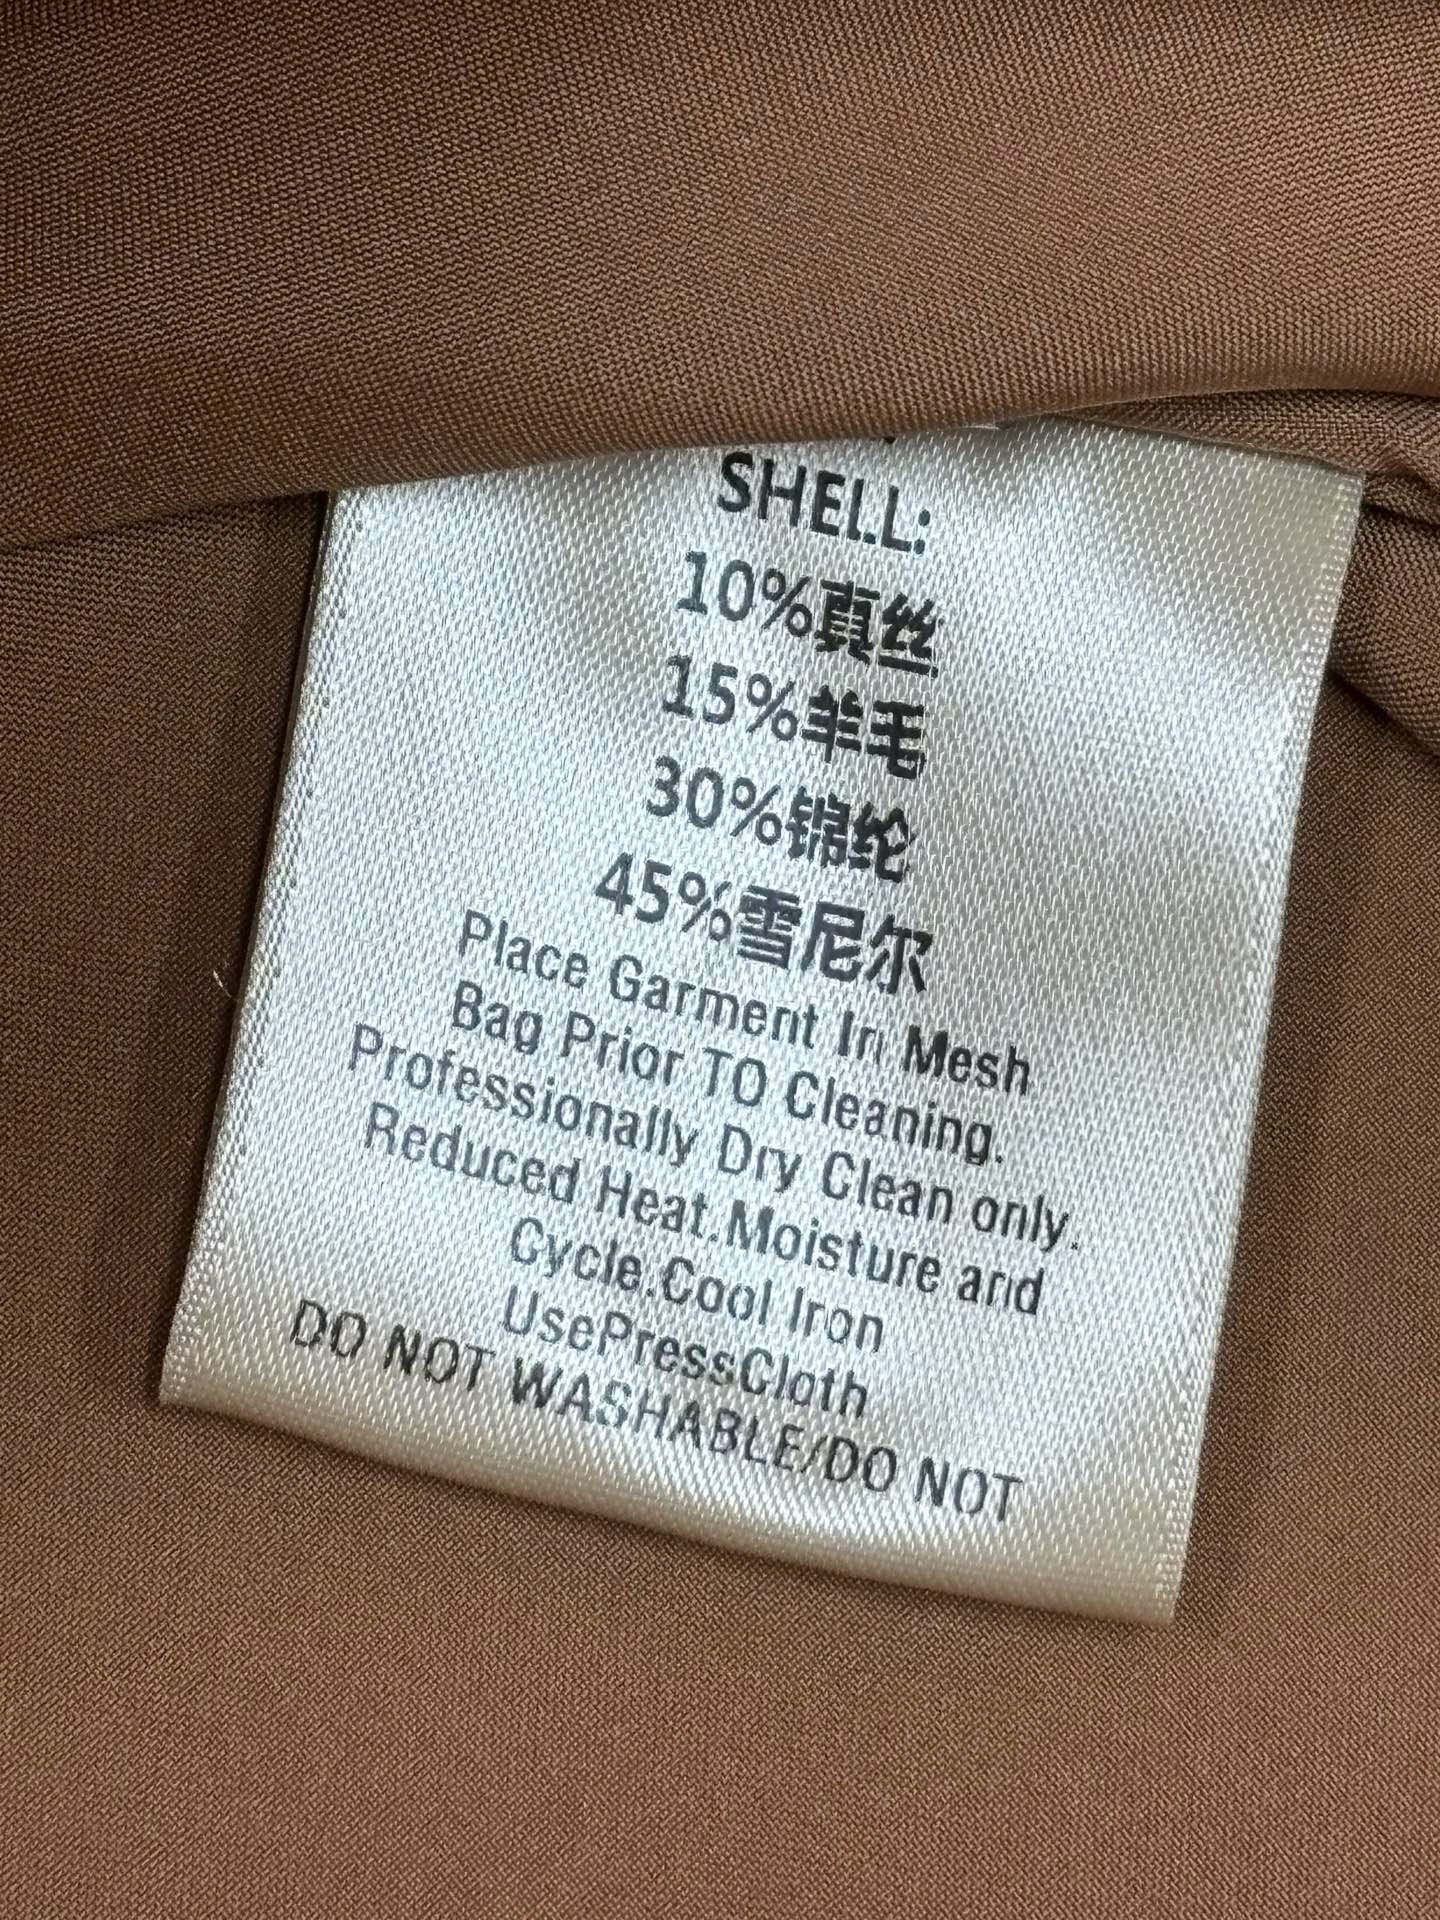 SHELL:
10%真丝
15%羊毛
30%锦纶
45%雪尼尔
Place Garment In Mesh
Bag Prior TO Cleaning.
Professionally Dry Clean only.
Reduced Heat.Moisture and
Cycle.Cool Iron
UsePressCloth
DO NOT WASHABLE/DO NOT